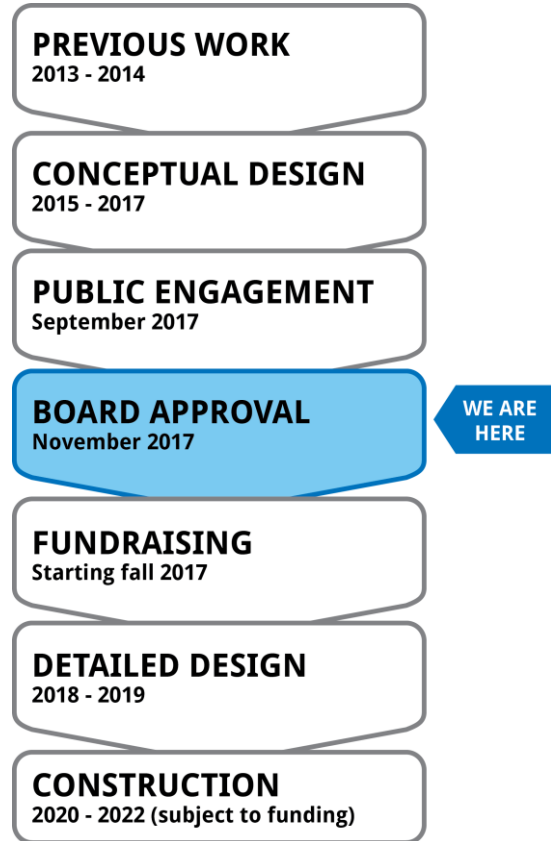 PREVIOUS WORK
2013 - 2014
CONCEPTUAL DESIGN
2015 - 2017
PUBLIC ENGAGEMENT
September 2017
BOARD APPROVAL
November 2017
WE ARE
HERE
FUNDRAISING
Starting fall 2017
DETAILED DESIGN
2018 - 2019
CONSTRUCTION
2020 - 2022 (subject to funding)